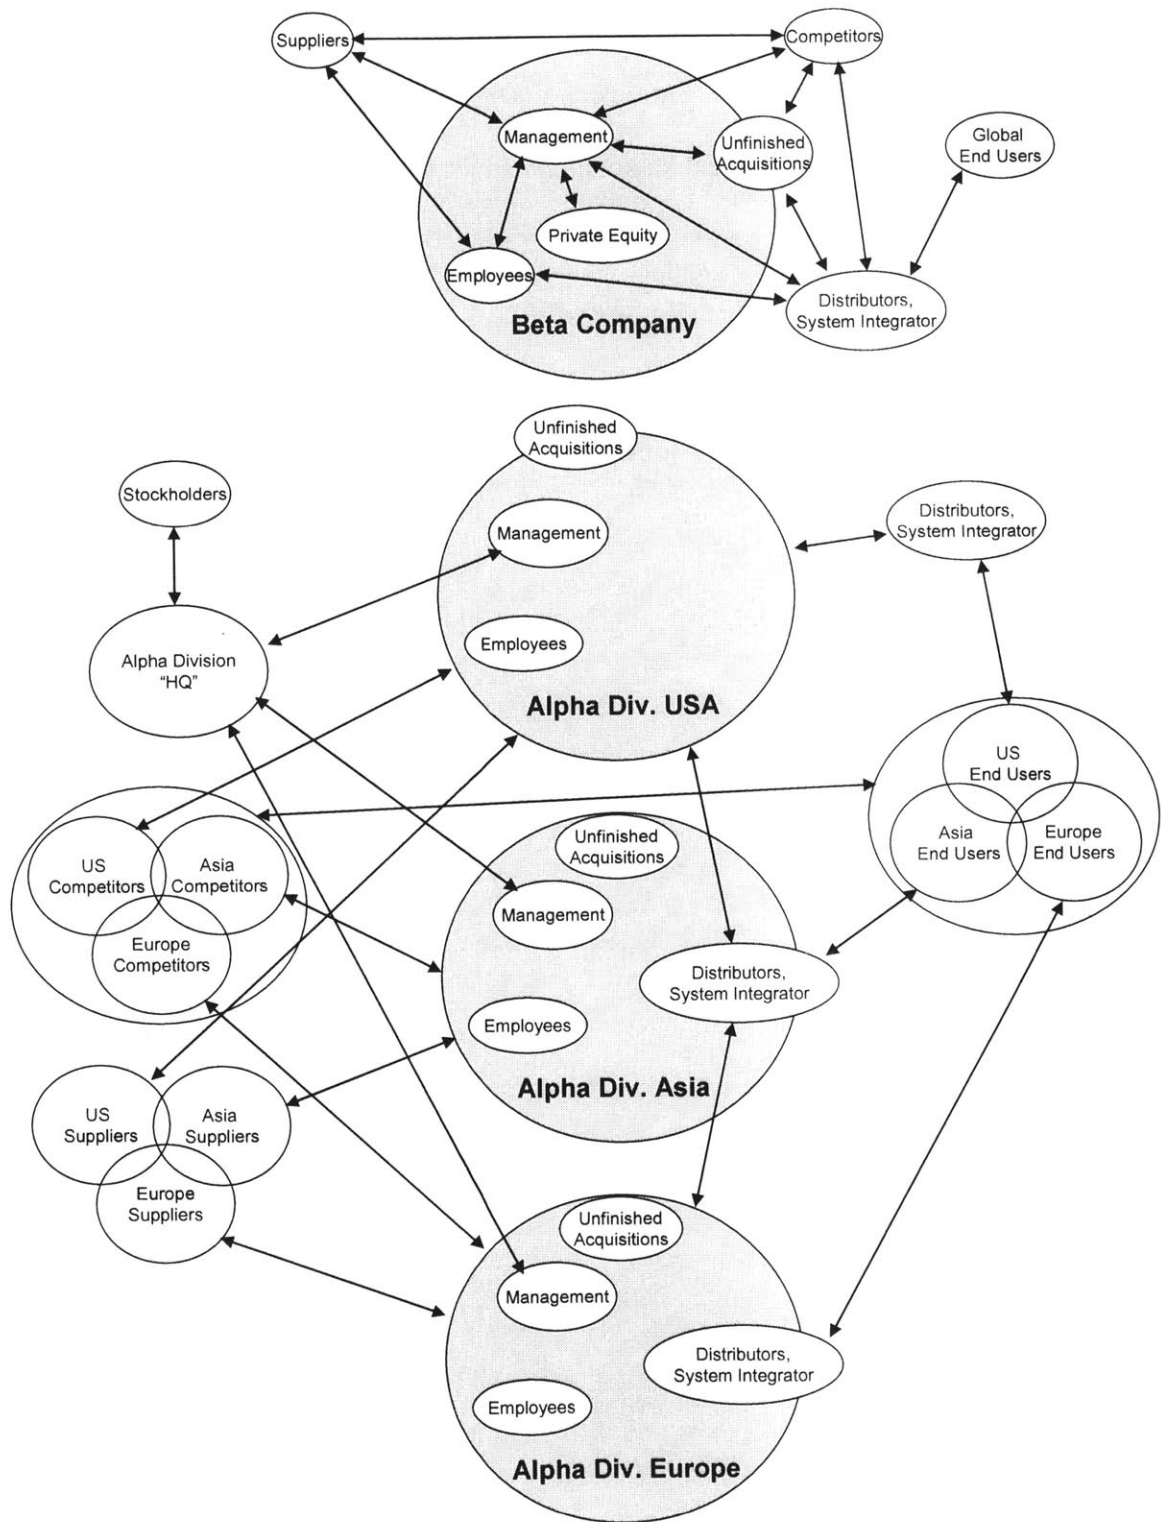 Suppliers
Competitors
Management
Unfinished
Acquisitions
Global
End Users
Private Equity
Employees
Distributors,
System Integrator
Beta Company
Unfinished
Acquisitions
Stockholders
Management
Distributors,
System Integrator
Employees
Alpha Division
“HQ”
Alpha Div. USA
US
End Users
Asia
End Users
Europe
End Users
Unfinished
Acquisitions
US
Competitors
Asia
Competitors
Europe
Competitors
Management
Distributors,
System Integrator
Employees
Alpha Div. Asia
US
Suppliers
Asia
Suppliers
Europe
Suppliers
Unfinished
Acquisitions
Management
Distributors,
System Integrator
Employees
Alpha Div. Europe